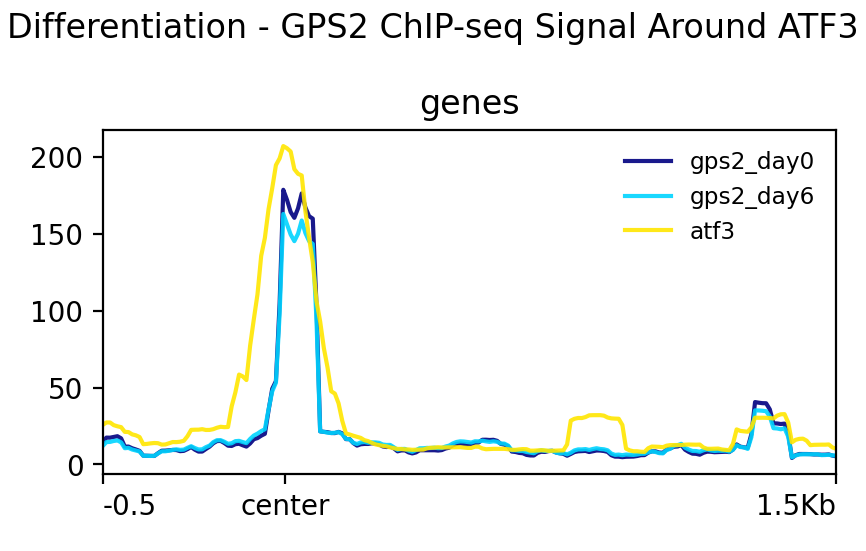 Differentiation - GPS2 ChIP-seq Signal Around ATF3
genes
200
150
100
50
0
gps2_day0
gps2_day6
atf3
-0.5 center 1.5Kb